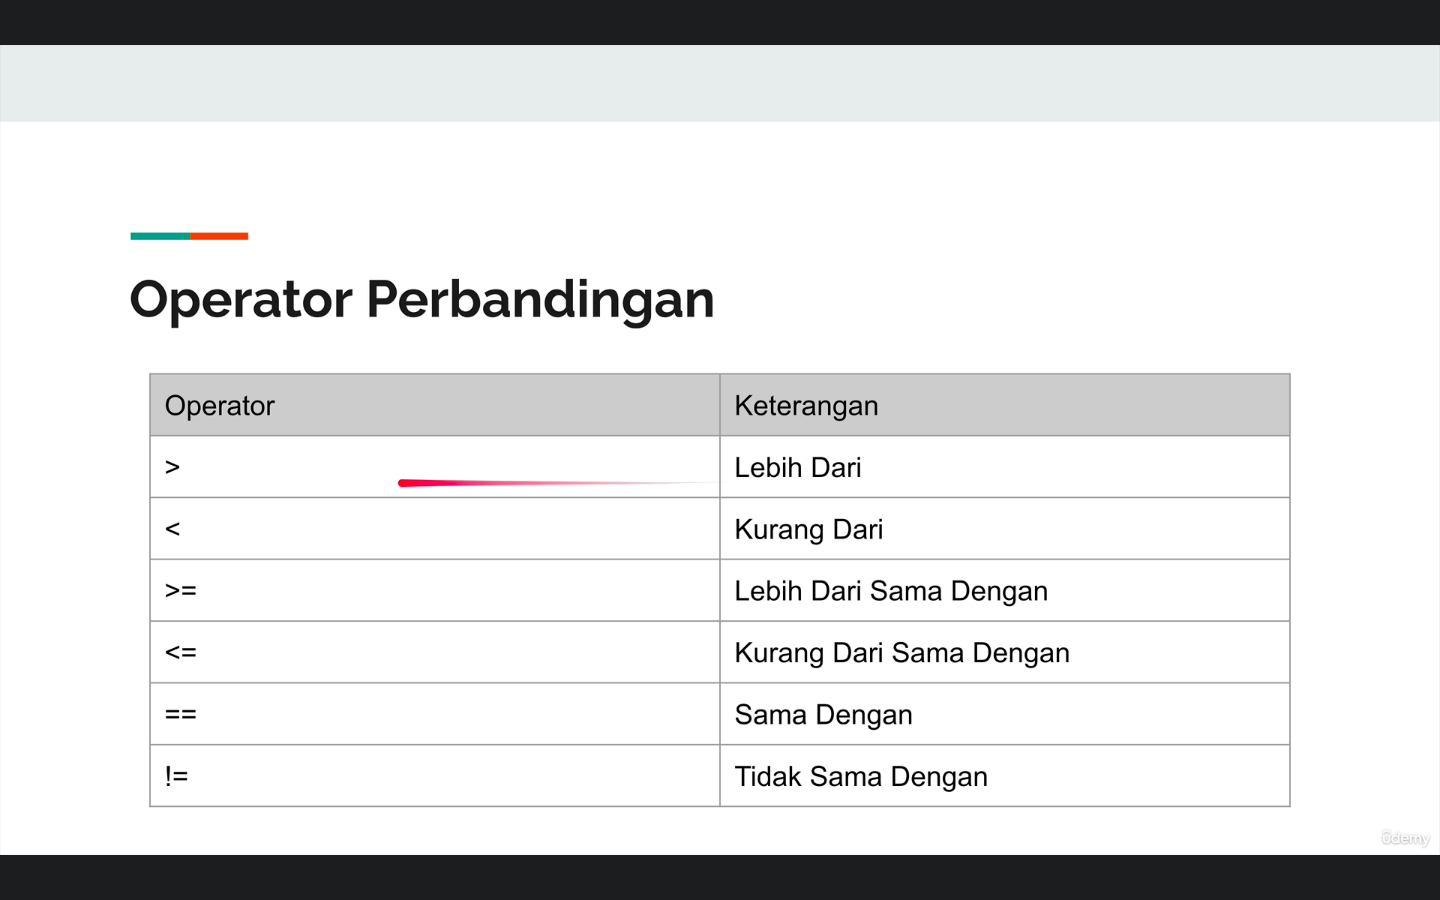 Operator Perbandingan
Operator Keterangan
> Lebih Dari
< Kurang Dari
>= Lebih Dari Sama Dengan
<= Kurang Dari Sama Dengan
== Sama Dengan
!= Tidak Sama Dengan
ûdemy